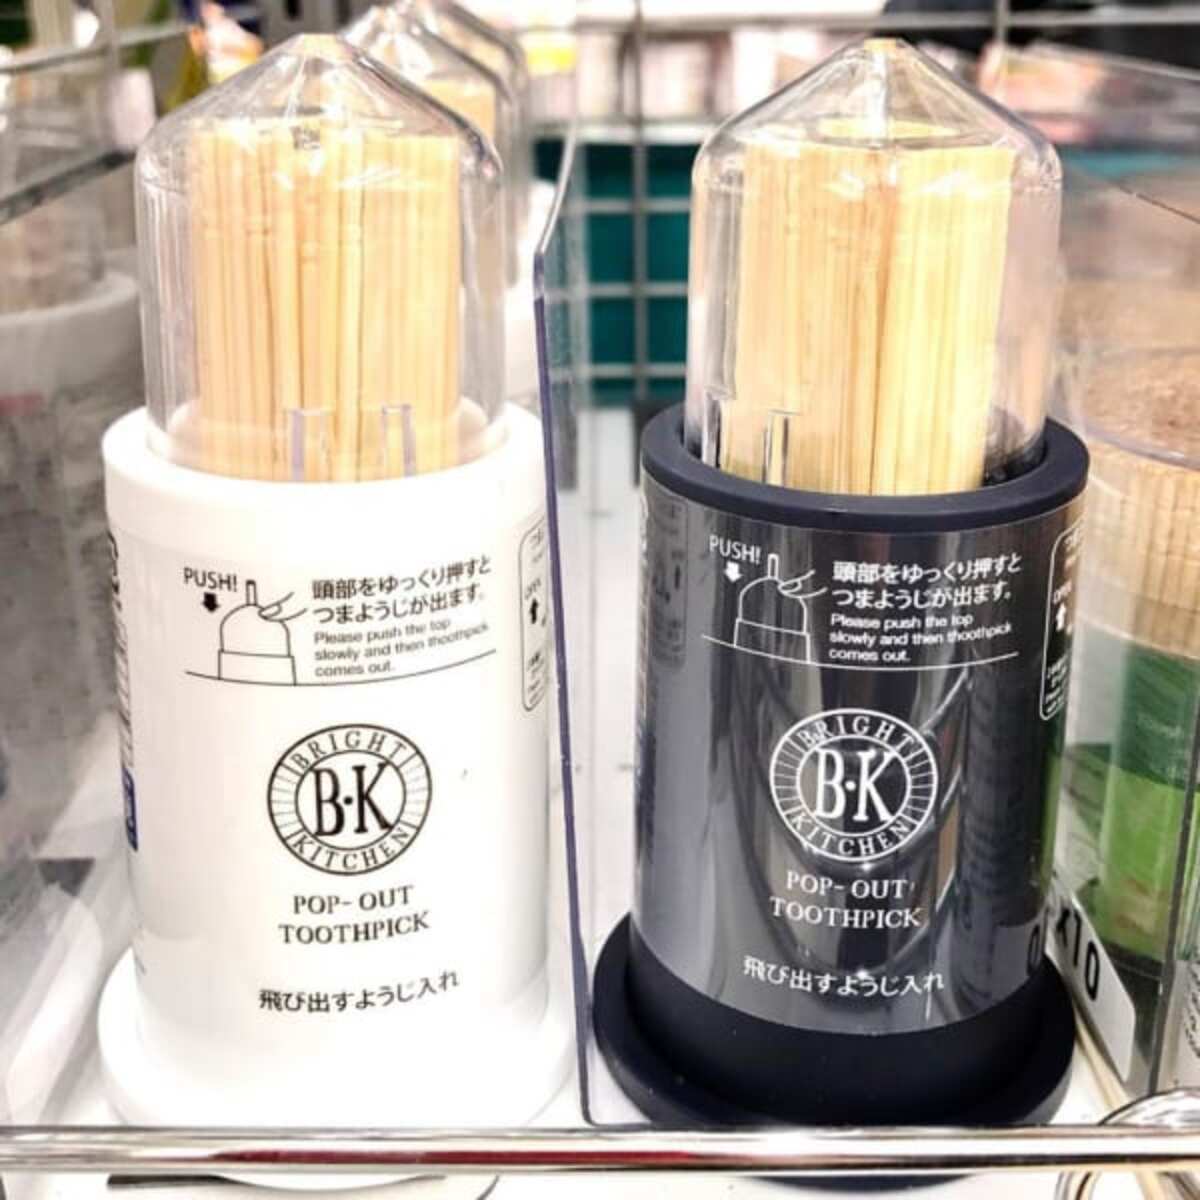 PUSH!
頭部をゆっくり押すと
つまようじが出ます。
Please push the top
slowly and then thoothpick
comes out.
BRIGHT
B·K
KITCHEN
POP-OUT
TOOTHPICK
飛び出すようじ入れ
OPEN
PUSH!
頭部をゆっくり押すと
つまようじが出ます。
Please push the top
slowly and then thoothpick
comes out.
BRIGHT
B·K
KITCHEN
POP-OUT
TOOTHPICK
飛び出すようじ入れ
x10